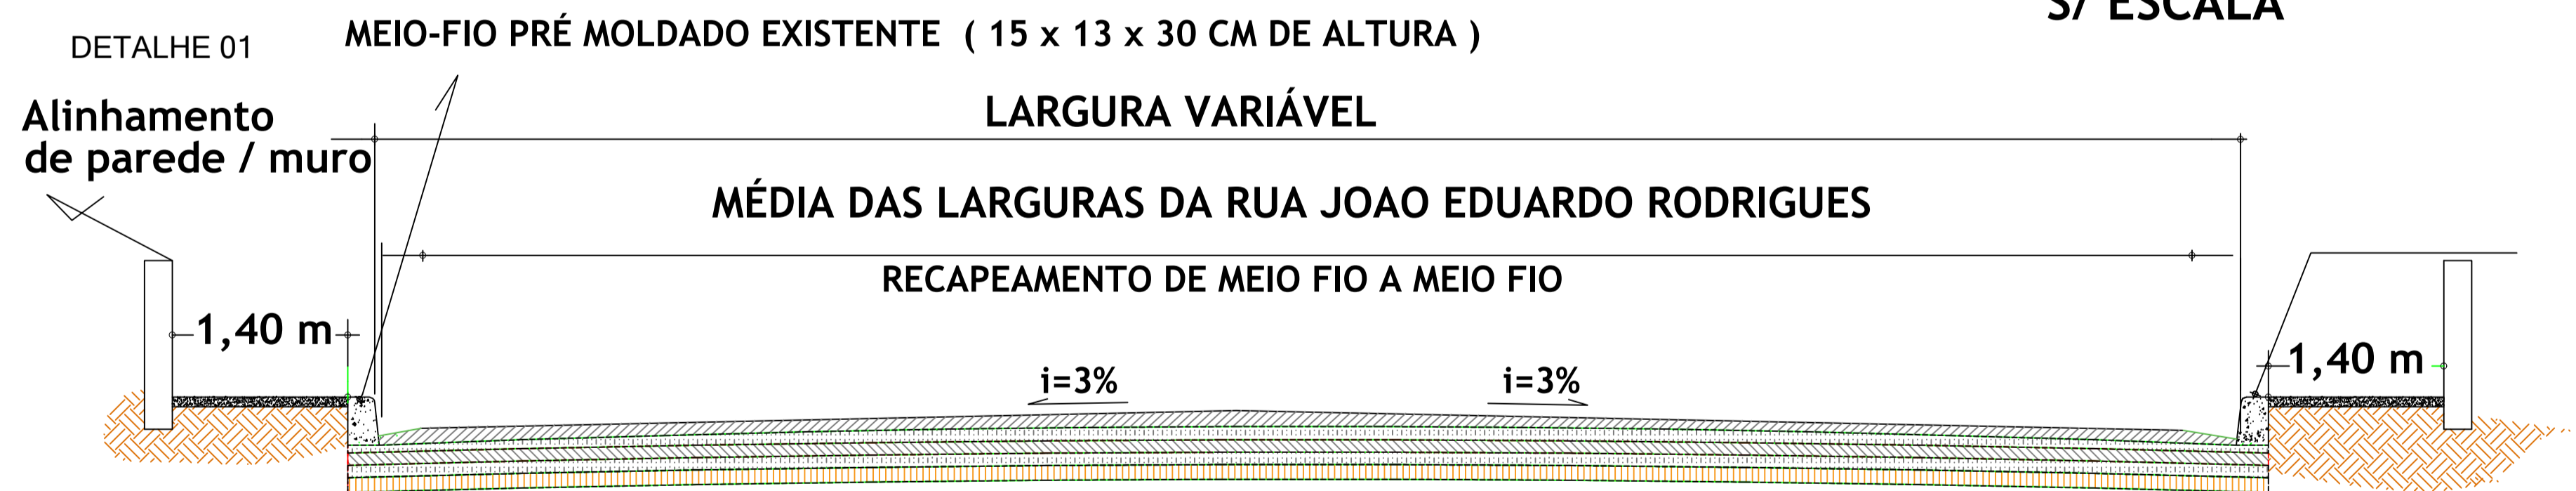 S/ ESCALA
DETALHE 01
MEIO-FIO PRÉ MOLDADO EXISTENTE ( 15 x 13 x 30 CM DE ALTURA )
Alinhamento
de parede / muro
LARGURA VARIÁVEL
MÉDIA DAS LARGURAS DA RUA JOAO EDUARDO RODRIGUES
RECAPEAMENTO DE MEIO FIO A MEIO FIO
1,40 m
i=3%
i=3%
1,40 m